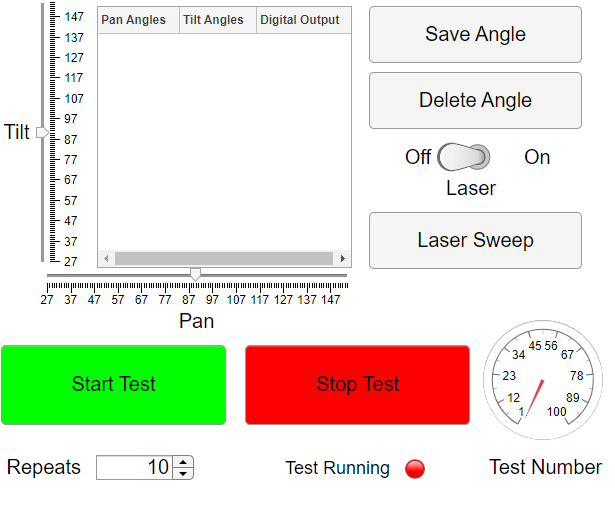 Pan Angles Tilt Angles Digital Output
Save Angle
Delete Angle
Off On
Laser
Laser Sweep
Tilt
147
137
127
117
107
97
87
77
67
57
47
37
27
27 37 47 57 67 77 87 97 107 117 127 137 147
Pan
Start Test
Stop Test
1 12 23 34 45 56 67 78 89 100
Repeats 10
Test Running
Test Number